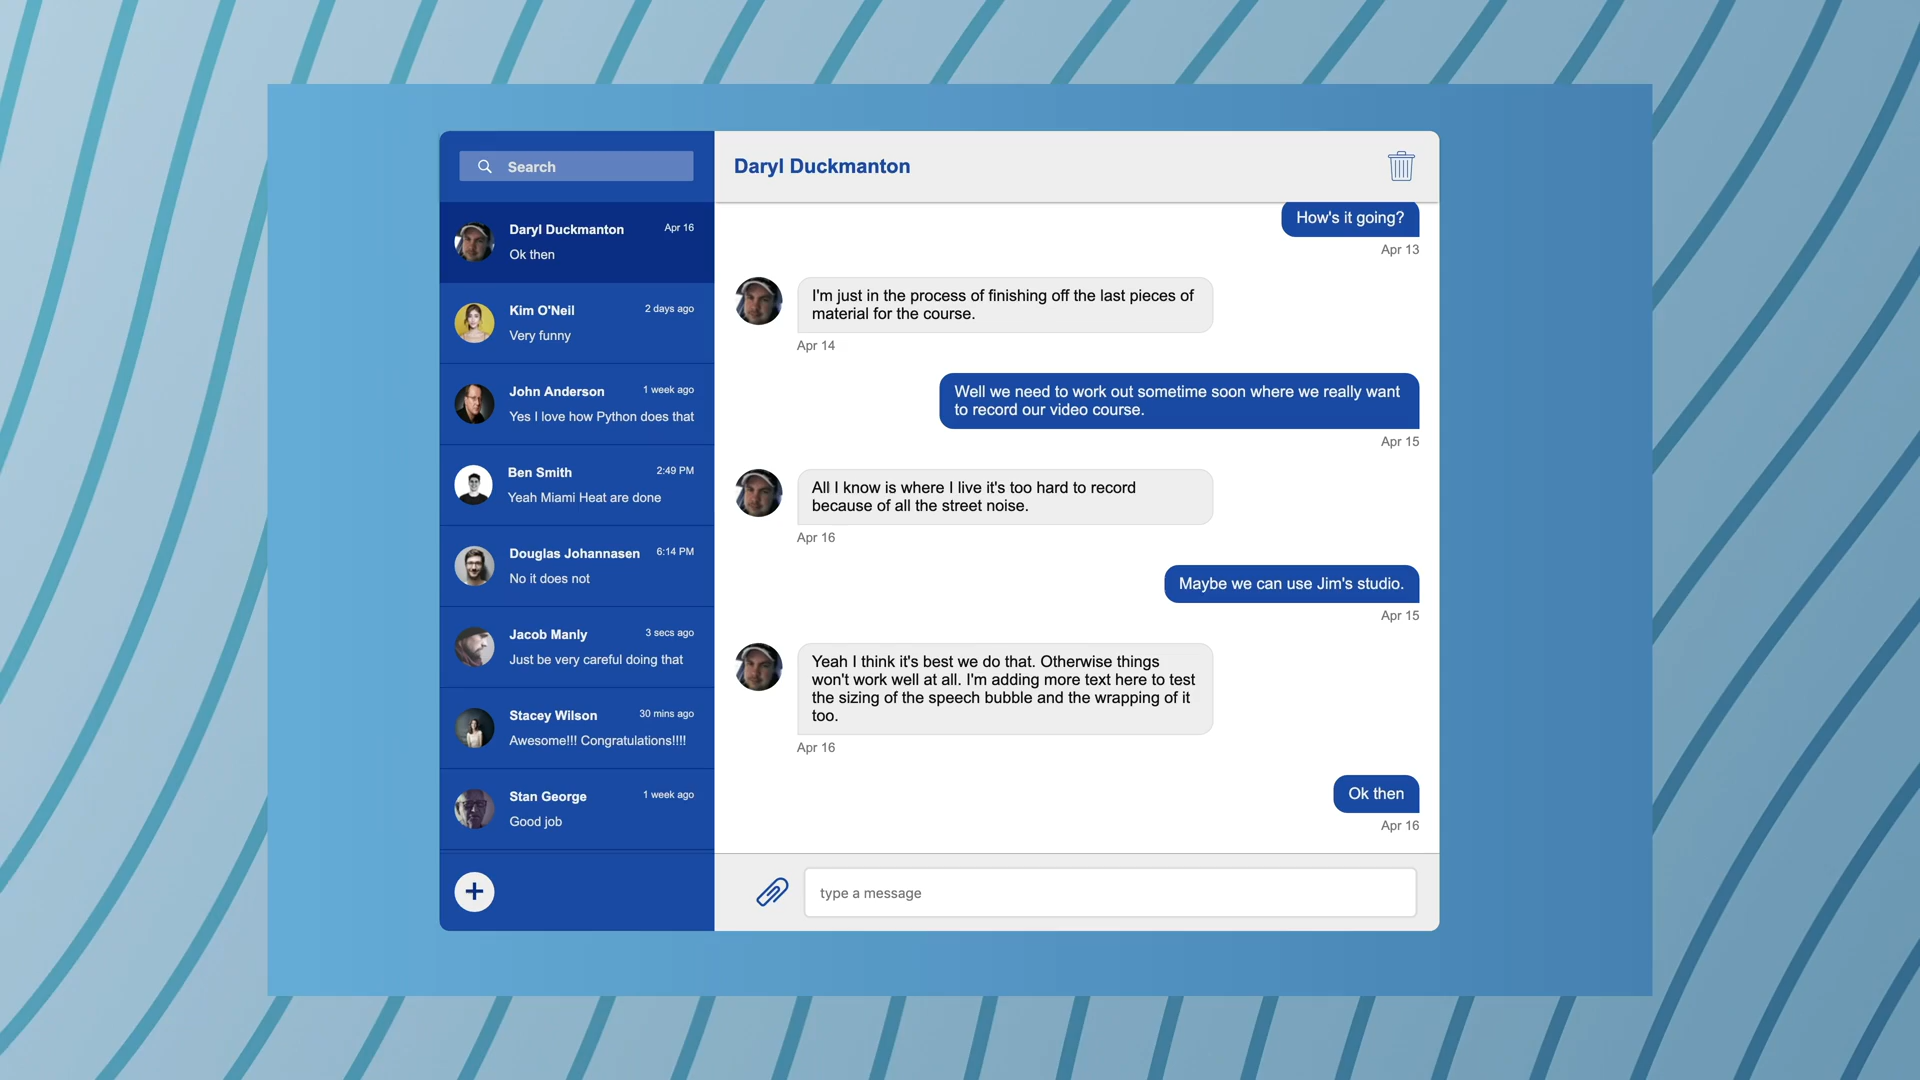 Search
Daryl Duckmanton
Apr 16
Ok then
Kim O'Neil
2 days ago
Very funny
John Anderson
1 week ago
Yes I love how Python does that
Ben Smith
2:49 PM
Yeah Miami Heat are done
Douglas Johannasen
6:14 PM
No it does not
Jacob Manly
3 secs ago
Just be very careful doing that
Stacey Wilson
30 mins ago
Awesome!!! Congratulations!!!!
Stan George
1 week ago
Good job
Daryl Duckmanton
How's it going?
Apr 13
I'm just in the process of finishing off the last pieces of
material for the course.
Apr 14
Well we need to work out sometime soon where we really want
to record our video course.
Apr 15
All I know is where I live it's too hard to record
because of all the street noise.
Apr 16
Maybe we can use Jim's studio.
Apr 15
Yeah I think it's best we do that. Otherwise things
won't work well at all. I'm adding more text here to test
the sizing of the speech bubble and the wrapping of it
too.
Apr 16
Ok then
Apr 16
type a message